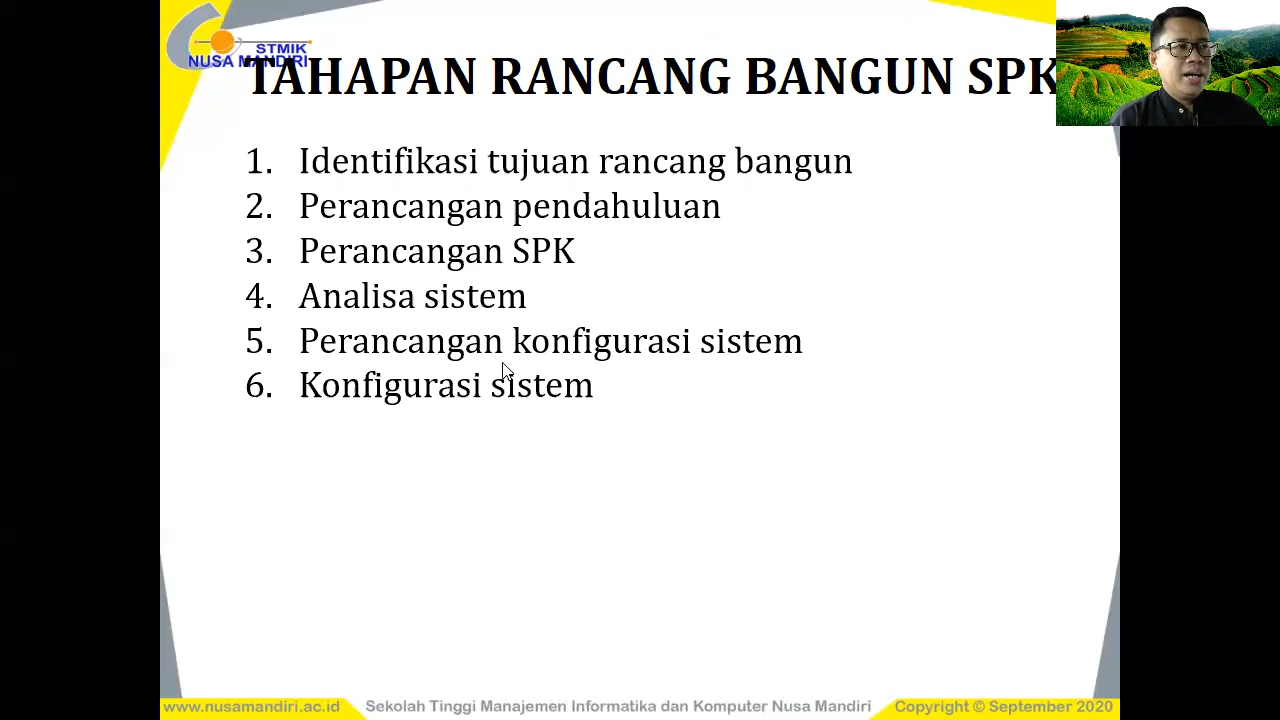 STMIK
NUSA MANDIRI
TAHAPAN RANCANG BANGUN SPK
1. Identifikasi tujuan rancang bangun
2. Perancangan pendahuluan
3. Perancangan SPK
4. Analisa sistem
5. Perancangan konfigurasi sistem
6. Konfigurasi sistem
www.nusamandiri.ac.id Sekolah Tinggi Manajemen Informatika dan Komputer Nusa Mandiri Copyright © September 2020